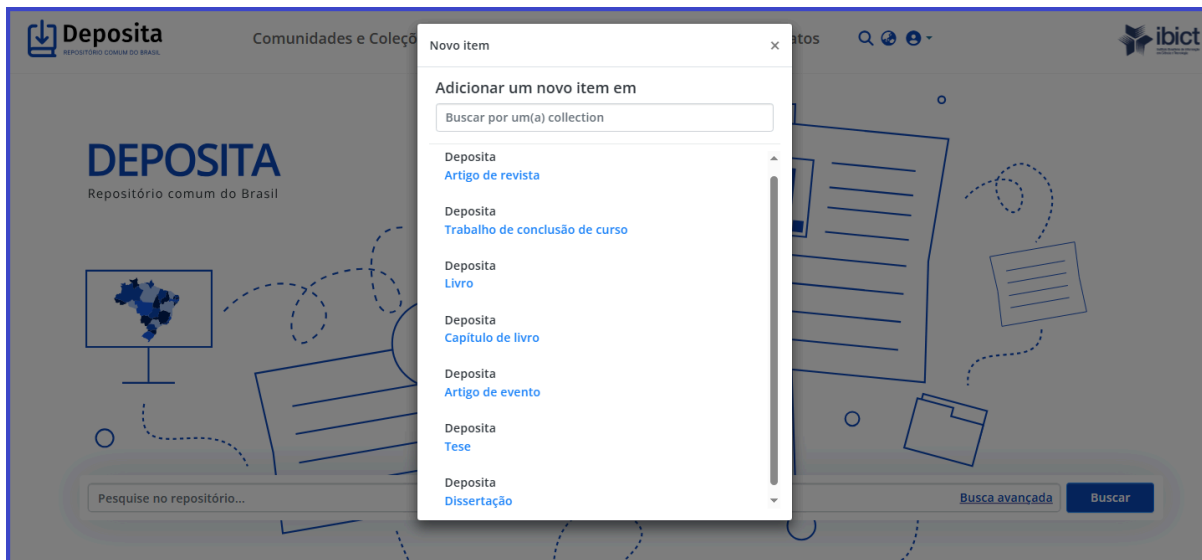 Deposita
REPOSITÓRIO COMUM DO BRASIL
Comunidades e Coleçõ
atos
ibict
Novo item
×
Adicionar um novo item em
Buscar por um(a) collection
Deposita
Artigo de revista
Deposita
Trabalho de conclusão de curso
Deposita
Livro
Deposita
Capítulo de livro
Deposita
Artigo de evento
Deposita
Tese
Deposita
Dissertação
DEPOSITA
Repositório comum do Brasil
Pesquise no repositório...
Busca avançada
Buscar